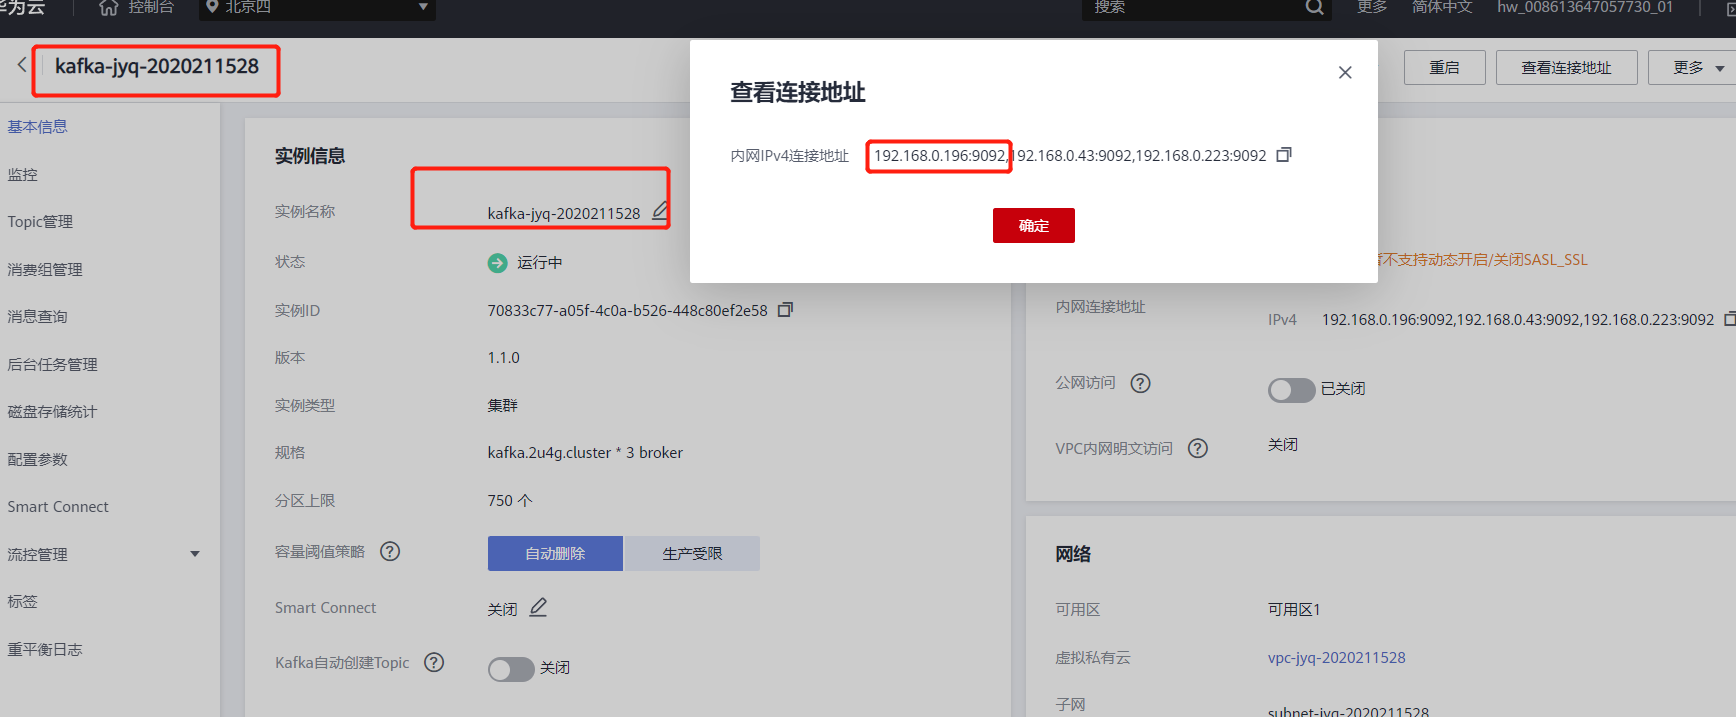 华为云 控制台 北京四 搜索 更多 简体中文 hw_008613647057730_01
kafka-jyq-2020211528
重启 查看连接地址 更多
查看连接地址
内网IPv4连接地址 192.168.0.196:9092,192.168.0.43:9092,192.168.0.223:9092
确定
基本信息
监控
Topic管理
消费组管理
消息查询
后台任务管理
磁盘存储统计
配置参数
Smart Connect
流控管理
标签
重平衡日志
实例信息
实例名称 kafka-jyq-2020211528
状态 运行中
实例ID 70833c77-a05f-4c0a-b526-448c80ef2e58
版本 1.1.0
实例类型 集群
规格 kafka.2u4g.cluster * 3 broker
分区上限 750 个
容量阈值策略 自动删除 生产受限
Smart Connect 关闭
Kafka自动创建Topic 关闭
不支持动态开启/关闭SASL_SSL
内网连接地址 IPv4 192.168.0.196:9092,192.168.0.43:9092,192.168.0.223:9092
公网访问 已关闭
VPC内网明文访问 关闭
网络
可用区 可用区1
虚拟私有云 vpc-jyq-2020211528
子网 subnet-jyq-2020211528